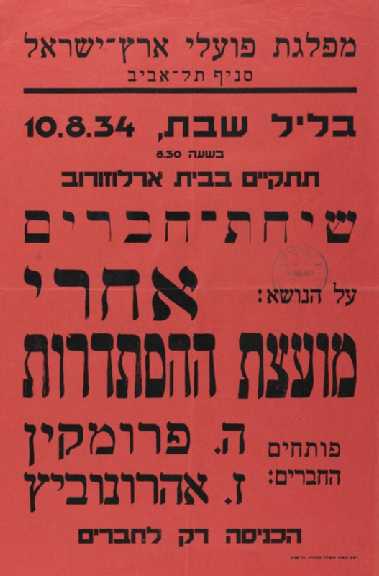 מפלגת פועלי ארץ-ישראל
סניף תל-אביב
בליל שבת, 10.8.34
בשעה 8.30
תתקיים בבית ארלוזורוב
שיחת-חברים
על הנושא: אחרי
מועצת ההסתדרות
פותחים החברים:
ה. פרומקין
ז. אהרונוביץ
הכניסה רק לחברים